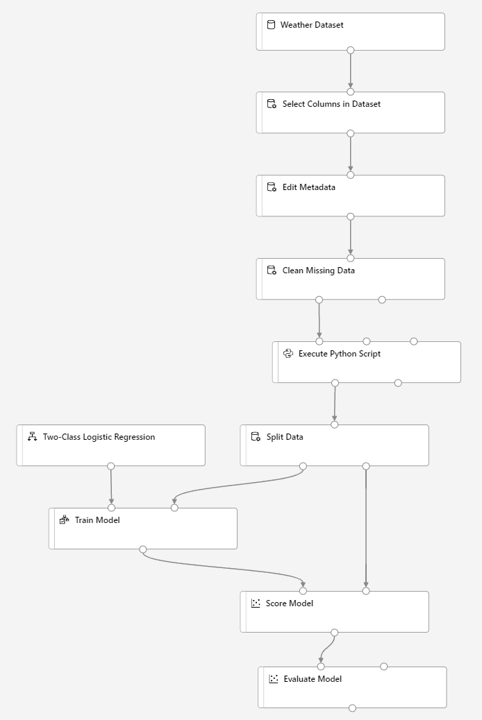 Weather Dataset
Select Columns in Dataset
Edit Metadata
Clean Missing Data
Execute Python Script
Two-Class Logistic Regression
Split Data
Train Model
Score Model
Evaluate Model